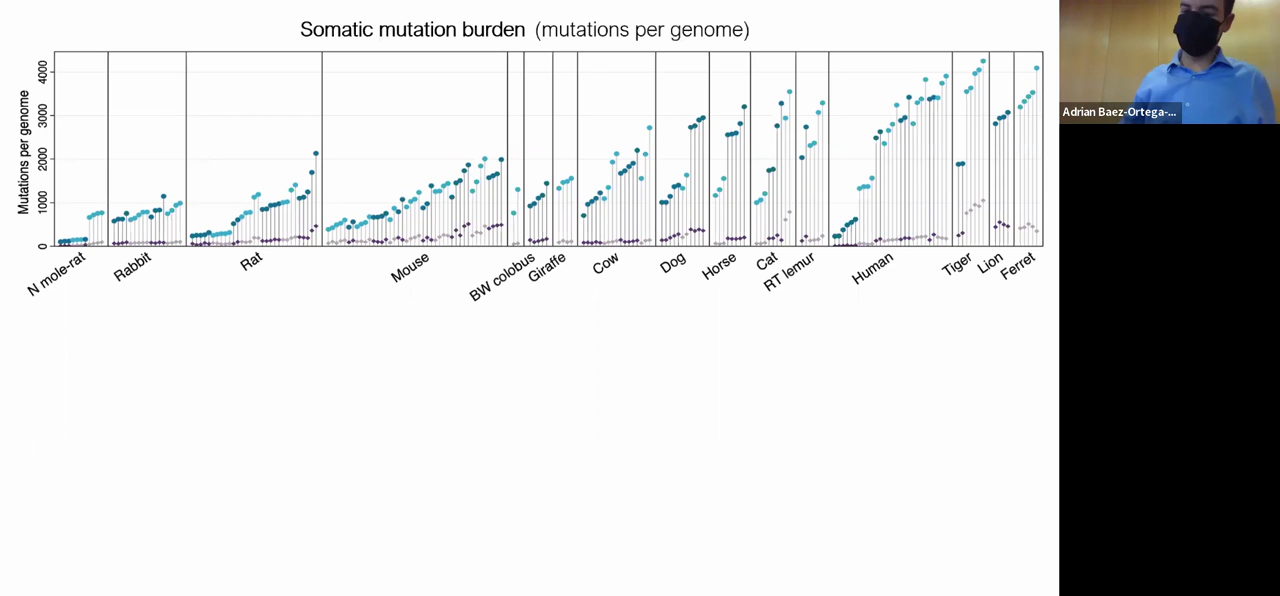 Somatic mutation burden (mutations per genome)
Adrian Baez-Ortega-...
Mutations per genome
4000
3000
2000
1000
0
N mole-rat
Rabbit
Rat
Mouse
BW colobus
Giraffe
Cow
Dog
Horse
Cat
RT lemur
Human
Tiger
Lion
Ferret